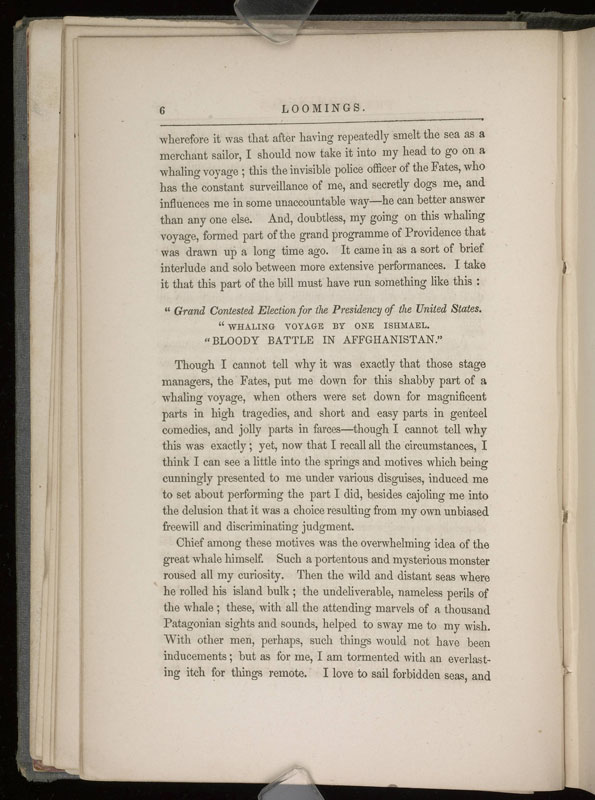 6
LOOMINGS.
wherefore it was that after having repeatedly smelt the sea as a
merchant sailor, I should now take it into my head to go on a
whaling voyage ; this the invisible police officer of the Fates, who
has the constant surveillance of me, and secretly dogs me, and
influences me in some unaccountable way—he can better answer
than any one else. And, doubtless, my going on this whaling
voyage, formed part of the grand programme of Providence that
was drawn up a long time ago. It came in as a sort of brief
interlude and solo between more extensive performances. I take
it that this part of the bill must have run something like this :
“ Grand Contested Election for the Presidency of the United States.
“ WHALING VOYAGE BY ONE ISHMAEL.
“BLOODY BATTLE IN AFFGHANISTAN.”
Though I cannot tell why it was exactly that those stage
managers, the Fates, put me down for this shabby part of a
whaling voyage, when others were set down for magnificent
parts in high tragedies, and short and easy parts in genteel
comedies, and jolly parts in farces—though I cannot tell why
this was exactly ; yet, now that I recall all the circumstances, I
think I can see a little into the springs and motives which being
cunningly presented to me under various disguises, induced me
to set about performing the part I did, besides cajoling me into
the delusion that it was a choice resulting from my own unbiased
freewill and discriminating judgment.
Chief among these motives was the overwhelming idea of the
great whale himself. Such a portentous and mysterious monster
roused all my curiosity. Then the wild and distant seas where
he rolled his island bulk ; the undeliverable, nameless perils of
the whale ; these, with all the attending marvels of a thousand
Patagonian sights and sounds, helped to sway me to my wish.
With other men, perhaps, such things would not have been
inducements ; but as for me, I am tormented with an everlast-
ing itch for things remote. I love to sail forbidden seas, and